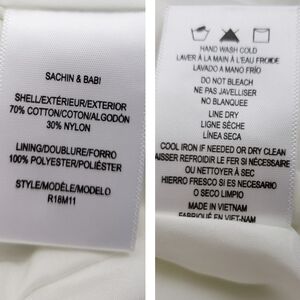 SACHIN & BABI
SHELL/EXTÉRIEUR/EXTERIOR
70% COTTON/COTON/ALGODÓN
30% NYLON
LINING/DOUBLURE/FORRO
100% POLYESTER/POLIÉSTER
STYLE/MODÈLE/MODELO
R18M11
HAND WASH COLD
LAVER À LA MAIN À L'EAU FROIDE
LAVADO A MANO FRÍO
DO NOT BLEACH
NE PAS JAVELLISER
NO BLANQUEE
LINE DRY
LIGNE SÈCHE
LÍNEA SECA
COOL IRON IF NEEDED OR DRY CLEAN
AISSER REFROIDIR LE FER SI NÉCESSAIRE
OU NETTOYER À SEC
HIERRO FRESCO SI ES NECESARIO
O SECO LIMPIO
MADE IN VIETNAM
FABRIQUÉ EN VIET-NAM